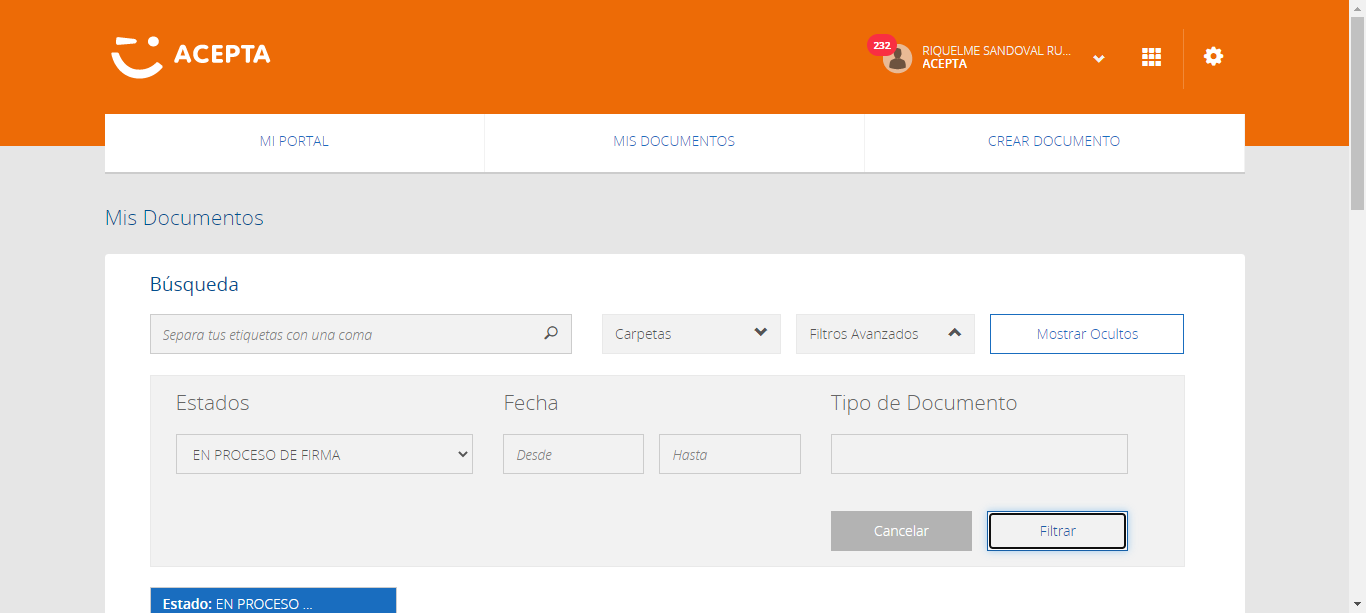 ACEPTA
232
RIQUELME SANDOVAL RU...
ACEPTA
MI PORTAL
MIS DOCUMENTOS
CREAR DOCUMENTO
Mis Documentos
Búsqueda
Separa tus etiquetas con una coma
Carpetas
Filtros Avanzados
Mostrar Ocultos
Estados
Fecha
Tipo de Documento
EN PROCESO DE FIRMA
Desde
Hasta
Cancelar
Filtrar
Estado: EN PROCESO ...